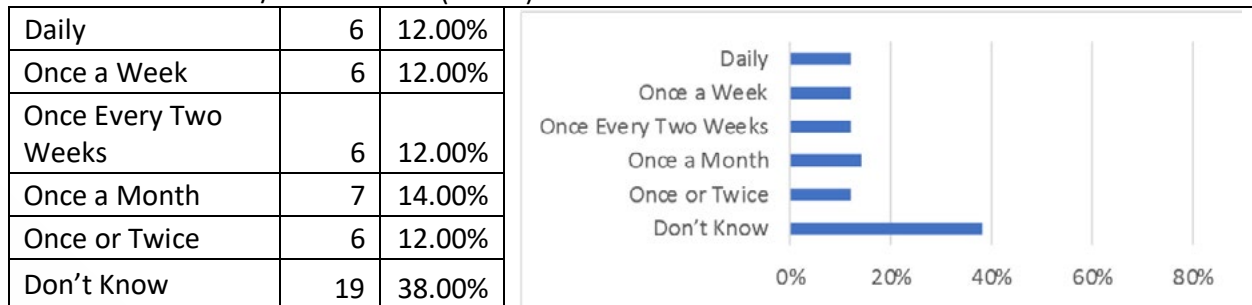 Daily 6 12.00%
Once a Week 6 12.00%
Once Every Two
Weeks 6 12.00%
Once a Month 7 14.00%
Once or Twice 6 12.00%
Don’t Know 19 38.00%
Daily
Once a Week
Once Every Two Weeks
Once a Month
Once or Twice
Don’t Know
0% 20% 40% 60% 80%